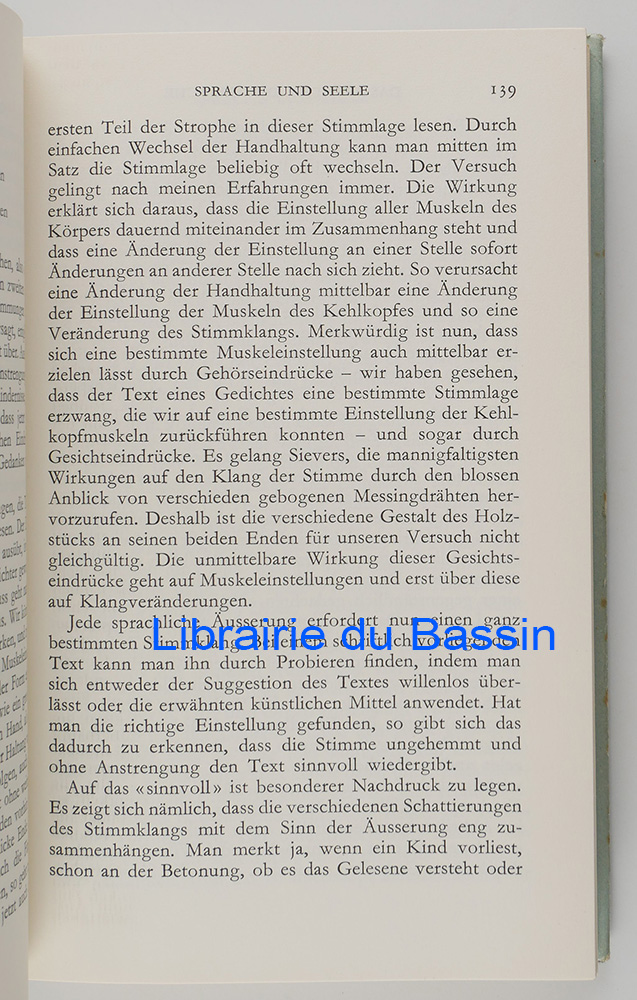 SPRACHE UND SEELE 139
ersten Teil der Strophe in dieser Stimmlage lesen. Durch
einfachen Wechsel der Handhaltung kann man mitten im
Satz die Stimmlage beliebig oft wechseln. Der Versuch
gelingt nach meinen Erfahrungen immer. Die Wirkung
erklärt sich daraus, dass die Einstellung aller Muskeln des
Körpers dauernd miteinander im Zusammenhang steht und
dass eine Änderung der Einstellung an einer Stelle sofort
Änderungen an anderer Stelle nach sich zieht. So verursacht
eine Änderung der Handhaltung mittelbar eine Änderung
der Einstellung der Muskeln des Kehlkopfes und so eine
Veränderung des Stimmklangs. Merkwürdig ist nun, dass
sich eine bestimmte Muskeleinstellung auch mittelbar er-
zielen lässt durch Gehörseindrücke – wir haben gesehen,
dass der Text eines Gedichtes eine bestimmte Stimmlage
erzwang, die wir auf eine bestimmte Einstellung der Kehl-
kopfmuskeln zurückführen konnten – und sogar durch
Gesichtseindrücke. Es gelang Sievers, die mannigfaltigsten
Wirkungen auf den Klang der Stimme durch den blossen
Anblick von verschieden gebogenen Messingdrähten her-
vorzurufen. Deshalb ist die verschiedene Gestalt des Holz-
stücks an seinen beiden Enden für unseren Versuch nicht
gleichgültig. Die unmittelbare Wirkung dieser Gesichts-
eindrücke geht auf Muskeleinstellungen und erst über diese
auf Klangveränderungen.
Jede sprachliche Äusserung erfordert nur einen ganz
bestimmten Stimmklang. Bei einem schriftlich vorliegenden
Librairie du Bassin
Text kann man ihn durch Probieren finden, indem man
sich entweder der Suggestion des Textes willenlos über-
lässt oder die erwähnten künstlichen Mittel anwendet. Hat
man die richtige Einstellung gefunden, so gibt sich das
dadurch zu erkennen, dass die Stimme ungehemmt und
ohne Anstrengung den Text sinnvoll wiedergibt.
Auf das «sinnvoll» ist besonderer Nachdruck zu legen.
Es zeigt sich nämlich, dass die verschiedenen Schattierungen
des Stimmklangs mit dem Sinn der Äusserung eng zu-
sammenhängen. Man merkt ja, wenn ein Kind vorliest,
schon an der Betonung, ob es das Gelesene versteht oder